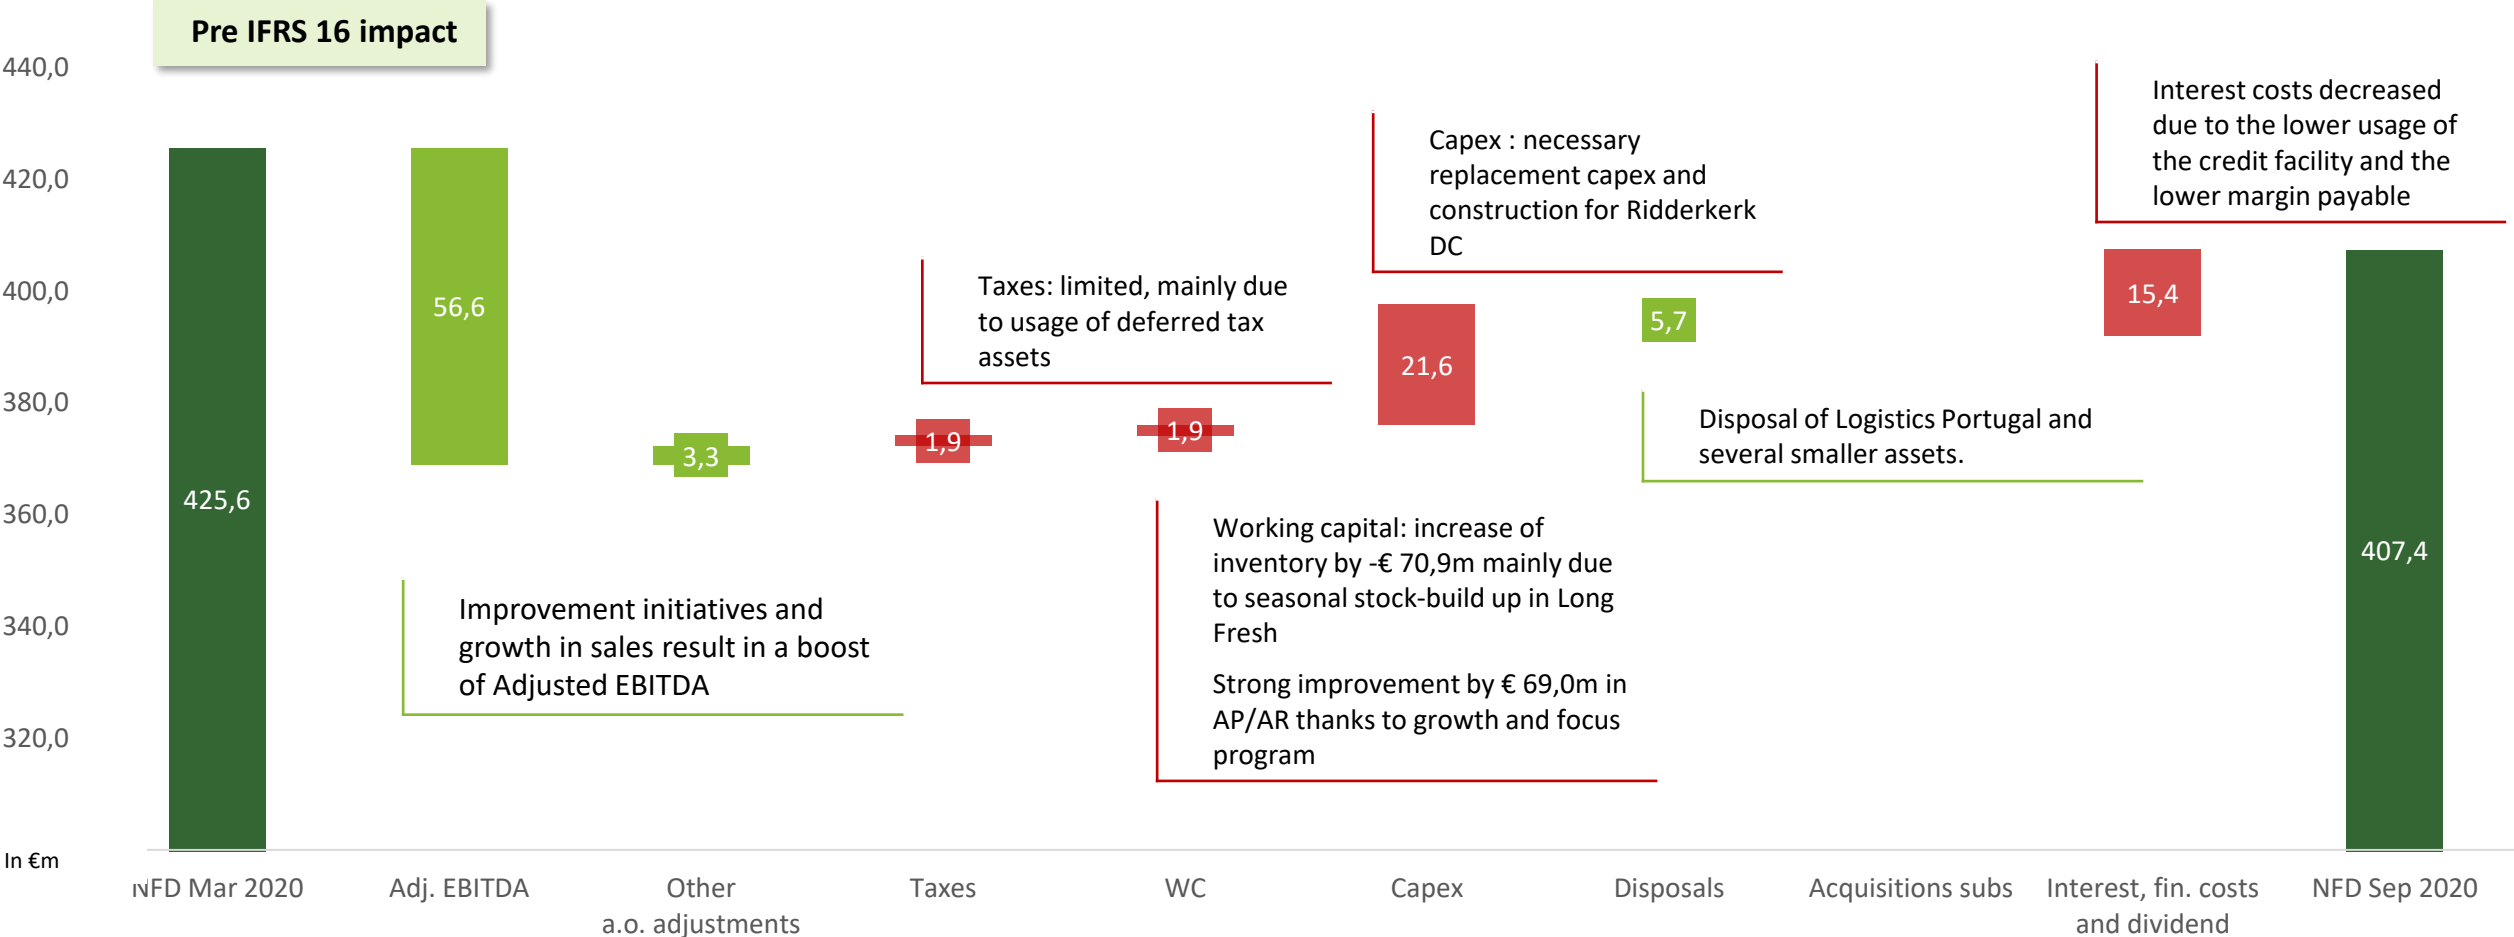 Pre IFRS 16 impact
440,0
420,0
400,0
380,0
360,0
340,0
320,0
In €m
425,6
56,6
3,3
1,9
1,9
21,6
5,7
15,4
407,4
Improvement initiatives and
growth in sales result in a boost
of Adjusted EBITDA
Taxes: limited, mainly due
to usage of deferred tax
assets
Working capital: increase of
inventory by -€ 70,9m mainly due
to seasonal stock-build up in Long
Fresh
Strong improvement by € 69,0m in
AP/AR thanks to growth and focus
program
Capex : necessary
replacement capex and
construction for Ridderkerk
DC
Disposal of Logistics Portugal and
several smaller assets.
Interest costs decreased
due to the lower usage of
the credit facility and the
lower margin payable
NFD Mar 2020
Adj. EBITDA
Other
a.o. adjustments
Taxes
WC
Capex
Disposals
Acquisitions subs
Interest, fin. costs
and dividend
NFD Sep 2020